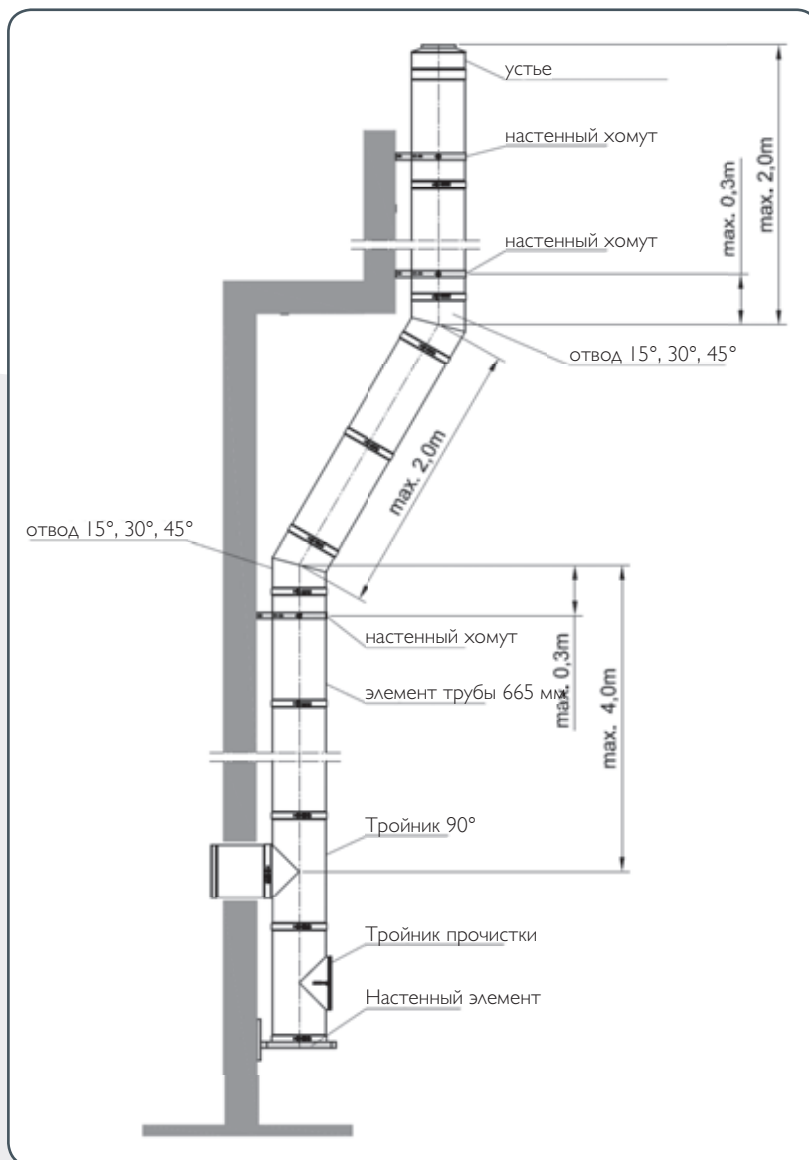 устье
настенный хомут
max. 0,3m
max. 2,0m
настенный хомут
отвод 15°, 30°, 45°
max. 2,0m
отвод 15°, 30°, 45°
настенный хомут
элемент трубы 665 мм
max. 0,3m
max. 4,0m
Тройник 90°
Тройник прочистки
Настенный элемент